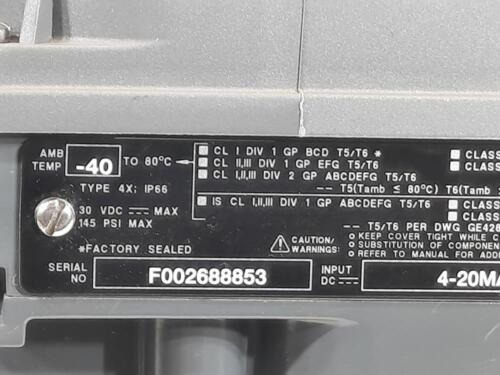 AMB TEMP -40 TO 80°C
■ CL I DIV 1 GP BCD T5/T6 *
■ CL II,III DIV 1 GP EFG T5/T6
■ CL I,II,III DIV 2 GP ABCDEFG T5/T6
-- T5(Tamb ≤ 80°C) T6(Tamb ≤
■ IS CL I,II,III DIV 1 GP ABCDEFG T5/T6
-- T5/T6 PER DWG GE428
■ CLASS
■ CLASS
■ CLASS
■ CLASS
TYPE 4X; IP66
30 VDC ⎓ MAX
145 PSI MAX
*FACTORY SEALED
⚠ CAUTION/
WARNINGS:
o KEEP COVER TIGHT WHILE C
o SUBSTITUTION OF COMPONEN
o REFER TO MANUAL FOR ADDI
SERIAL NO F002688853
INPUT DC ⎓ 4-20MA